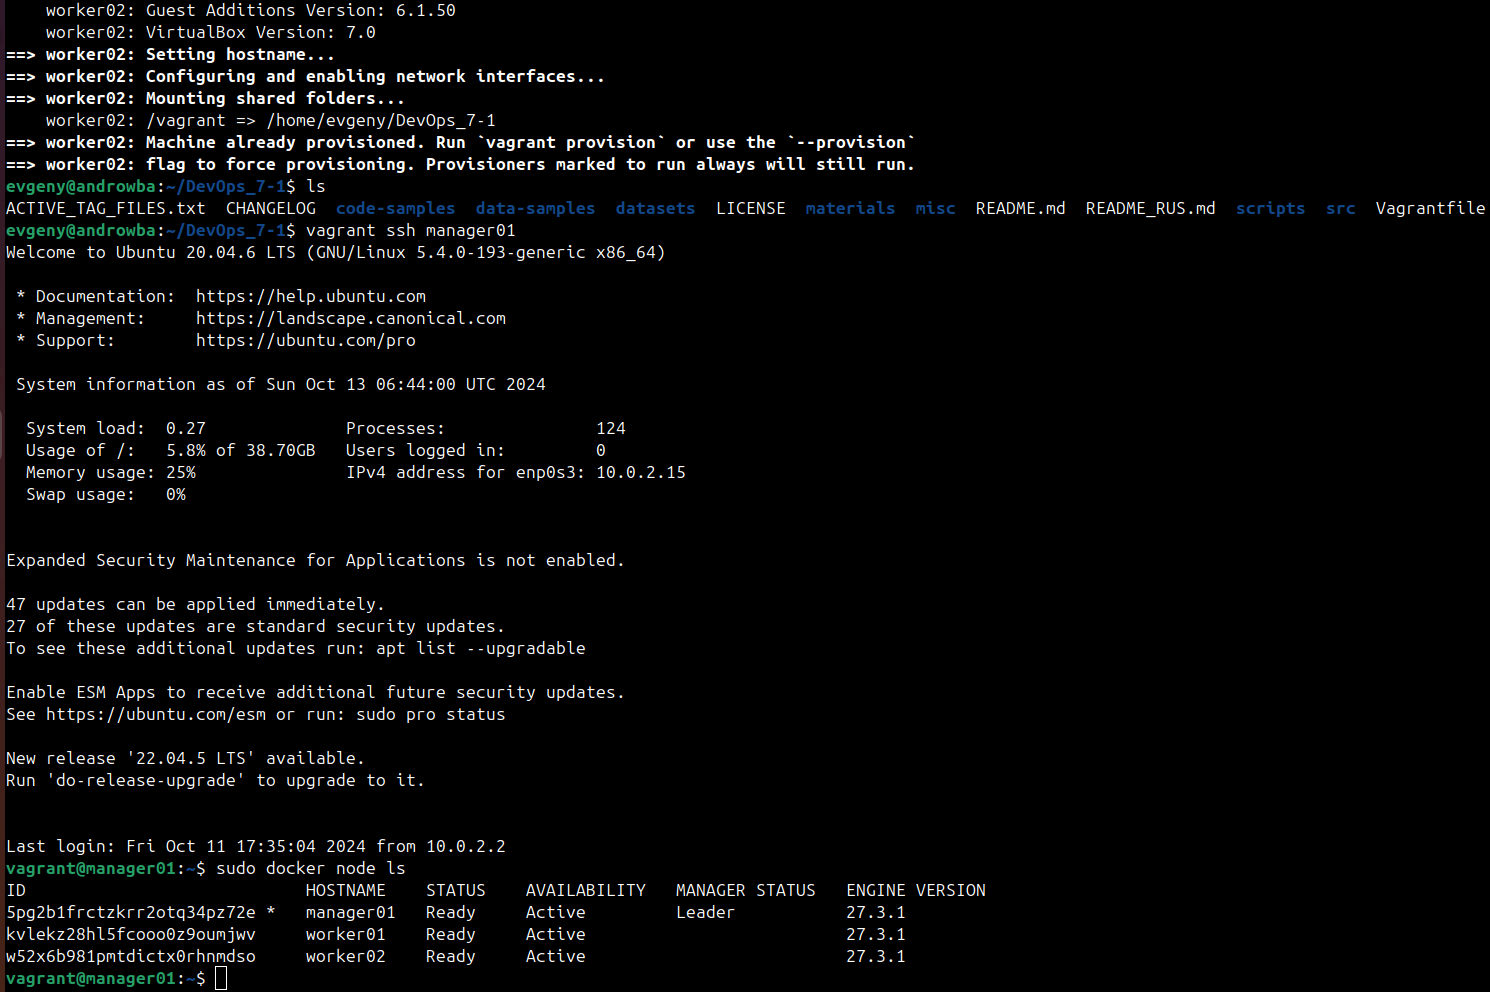 worker02: Guest Additions Version: 6.1.50
    worker02: VirtualBox Version: 7.0
==> worker02: Setting hostname...
==> worker02: Configuring and enabling network interfaces...
==> worker02: Mounting shared folders...
    worker02: /vagrant => /home/evgeny/DevOps_7-1
==> worker02: Machine already provisioned. Run `vagrant provision` or use the `--provision`
==> worker02: flag to force provisioning. Provisioners marked to run always will still run.
evgeny@androwba:~/DevOps_7-1$ ls
ACTIVE_TAG_FILES.txt  CHANGELOG  code-samples  data-samples  datasets  LICENSE  materials  misc  README.md  README_RUS.md  scripts  src  Vagrantfile
evgeny@androwba:~/DevOps_7-1$ vagrant ssh manager01
Welcome to Ubuntu 20.04.6 LTS (GNU/Linux 5.4.0-193-generic x86_64)

 * Documentation:  https://help.ubuntu.com
 * Management:     https://landscape.canonical.com
 * Support:        https://ubuntu.com/pro

 System information as of Sun Oct 13 06:44:00 UTC 2024

  System load:  0.27              Processes:               124
  Usage of /:   5.8% of 38.70GB   Users logged in:         0
  Memory usage: 25%               IPv4 address for enp0s3: 10.0.2.15
  Swap usage:   0%


Expanded Security Maintenance for Applications is not enabled.

47 updates can be applied immediately.
27 of these updates are standard security updates.
To see these additional updates run: apt list --upgradable

Enable ESM Apps to receive additional future security updates.
See https://ubuntu.com/esm or run: sudo pro status

New release '22.04.5 LTS' available.
Run 'do-release-upgrade' to upgrade to it.


Last login: Fri Oct 11 17:35:04 2024 from 10.0.2.2
vagrant@manager01:~$ sudo docker node ls
ID                            HOSTNAME    STATUS    AVAILABILITY   MANAGER STATUS   ENGINE VERSION
5pg2b1frctzkrr2otq34pz72e *   manager01   Ready     Active         Leader           27.3.1
kvlekz28hl5fcooo0z9oumjwv     worker01    Ready     Active                          27.3.1
w52x6b981pmtdictx0rhnmdso     worker02    Ready     Active                          27.3.1
vagrant@manager01:~$